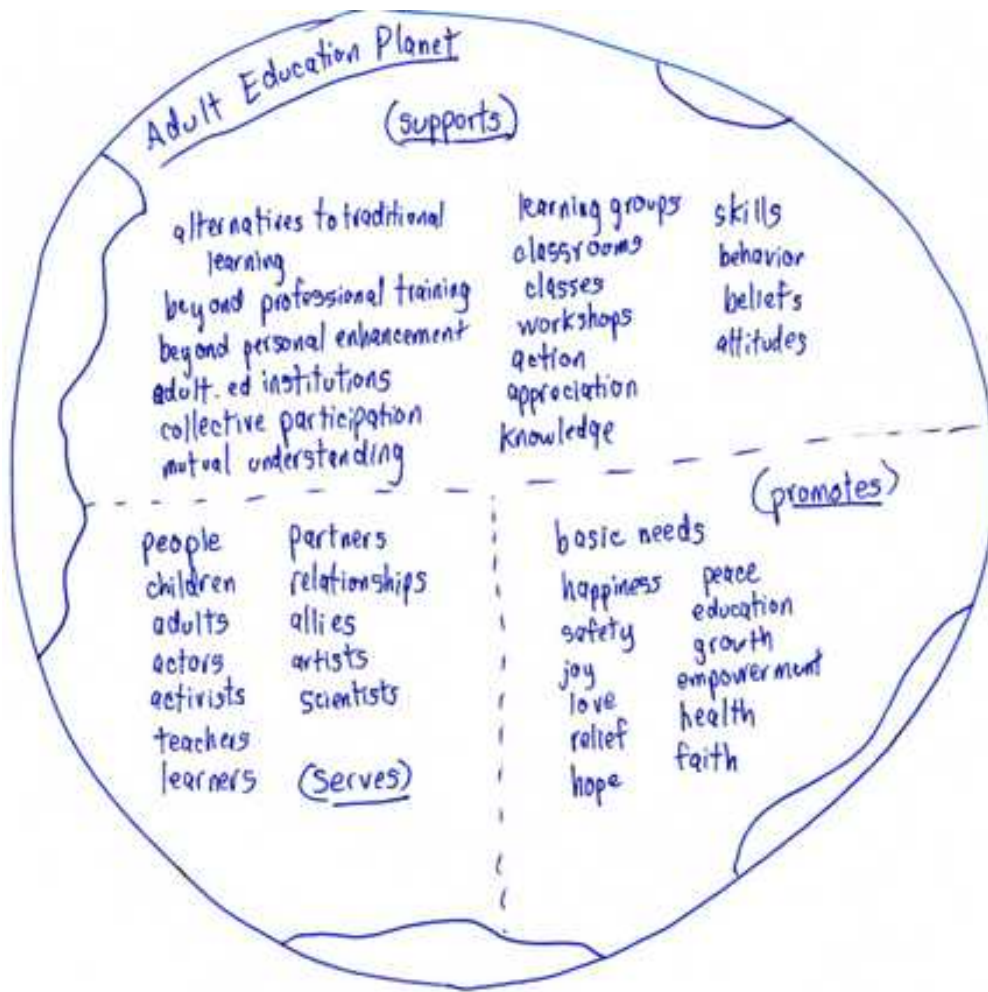 Adult Education Planet
(supports)
alternatives to traditional
learning
beyond professional training
beyond personal enhancement
adult. ed institutions
collective participation
mutual understanding
learning groups
classrooms
classes
workshops
action
appreciation
knowledge
skills
behavior
beliefs
attitudes
people
children
adults
actors
activists
teachers
learners
partners
relationships
allies
artists
scientists
(serves)
(promotes)
basic needs
happiness
safety
joy
love
relief
hope
peace
education
growth
empowerment
health
faith